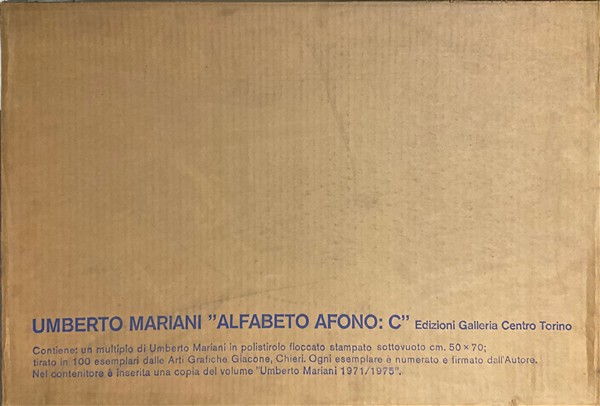 UMBERTO MARIANI "ALFABETO AFONO: C" Edizioni Galleria Centro Torino
Contiene: un multiplo di Umberto Mariani in polistirolo floccato stampato sottovuoto cm. 50 × 70;
tirato in 100 esemplari dalle Arti Grafiche Giacone, Chieri. Ogni esemplare è numerato e firmato dall'Autore.
Nel contenitore è inserita una copia del volume "Umberto Mariani 1971/1975".